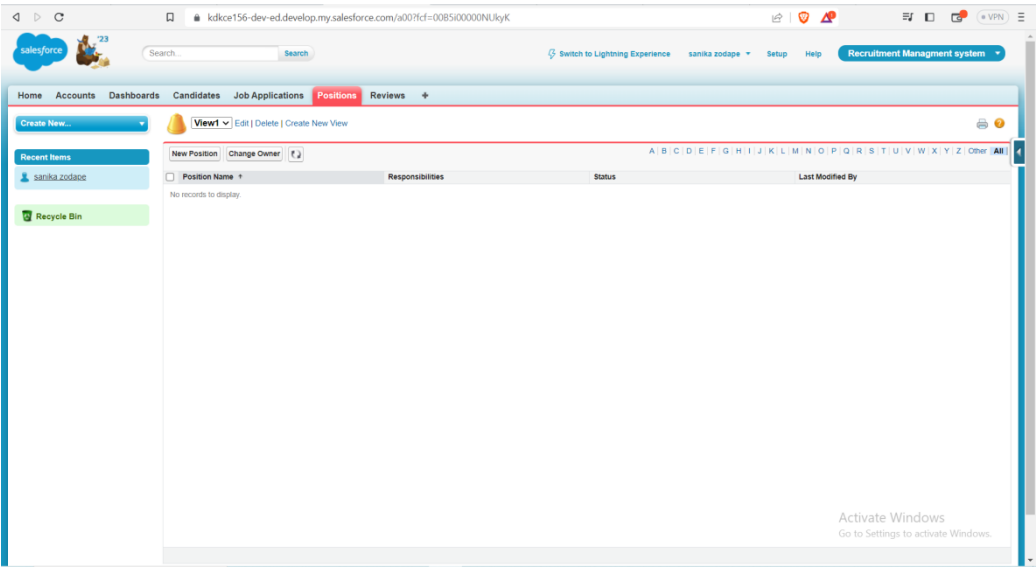 kdkce156-dev-ed.develop.my.salesforce.com/a00?fcf=00B5i00000NUkyK
VPN
salesforce
'23
Search...
Search
Switch to Lightning Experience
sanika zodape
Setup
Help
Recruitment Managment system
Home Accounts Dashboards Candidates Job Applications Positions Reviews +
Create New...
View1 Edit | Delete | Create New View
Recent Items
sanika zodape
Recycle Bin
New Position Change Owner
A | B | C | D | E | F | G | H | I | J | K | L | M | N | O | P | Q | R | S | T | U | V | W | X | Y | Z | Other | All
Position Name Responsibilities Status Last Modified By
No records to display.
Activate Windows
Go to Settings to activate Windows.